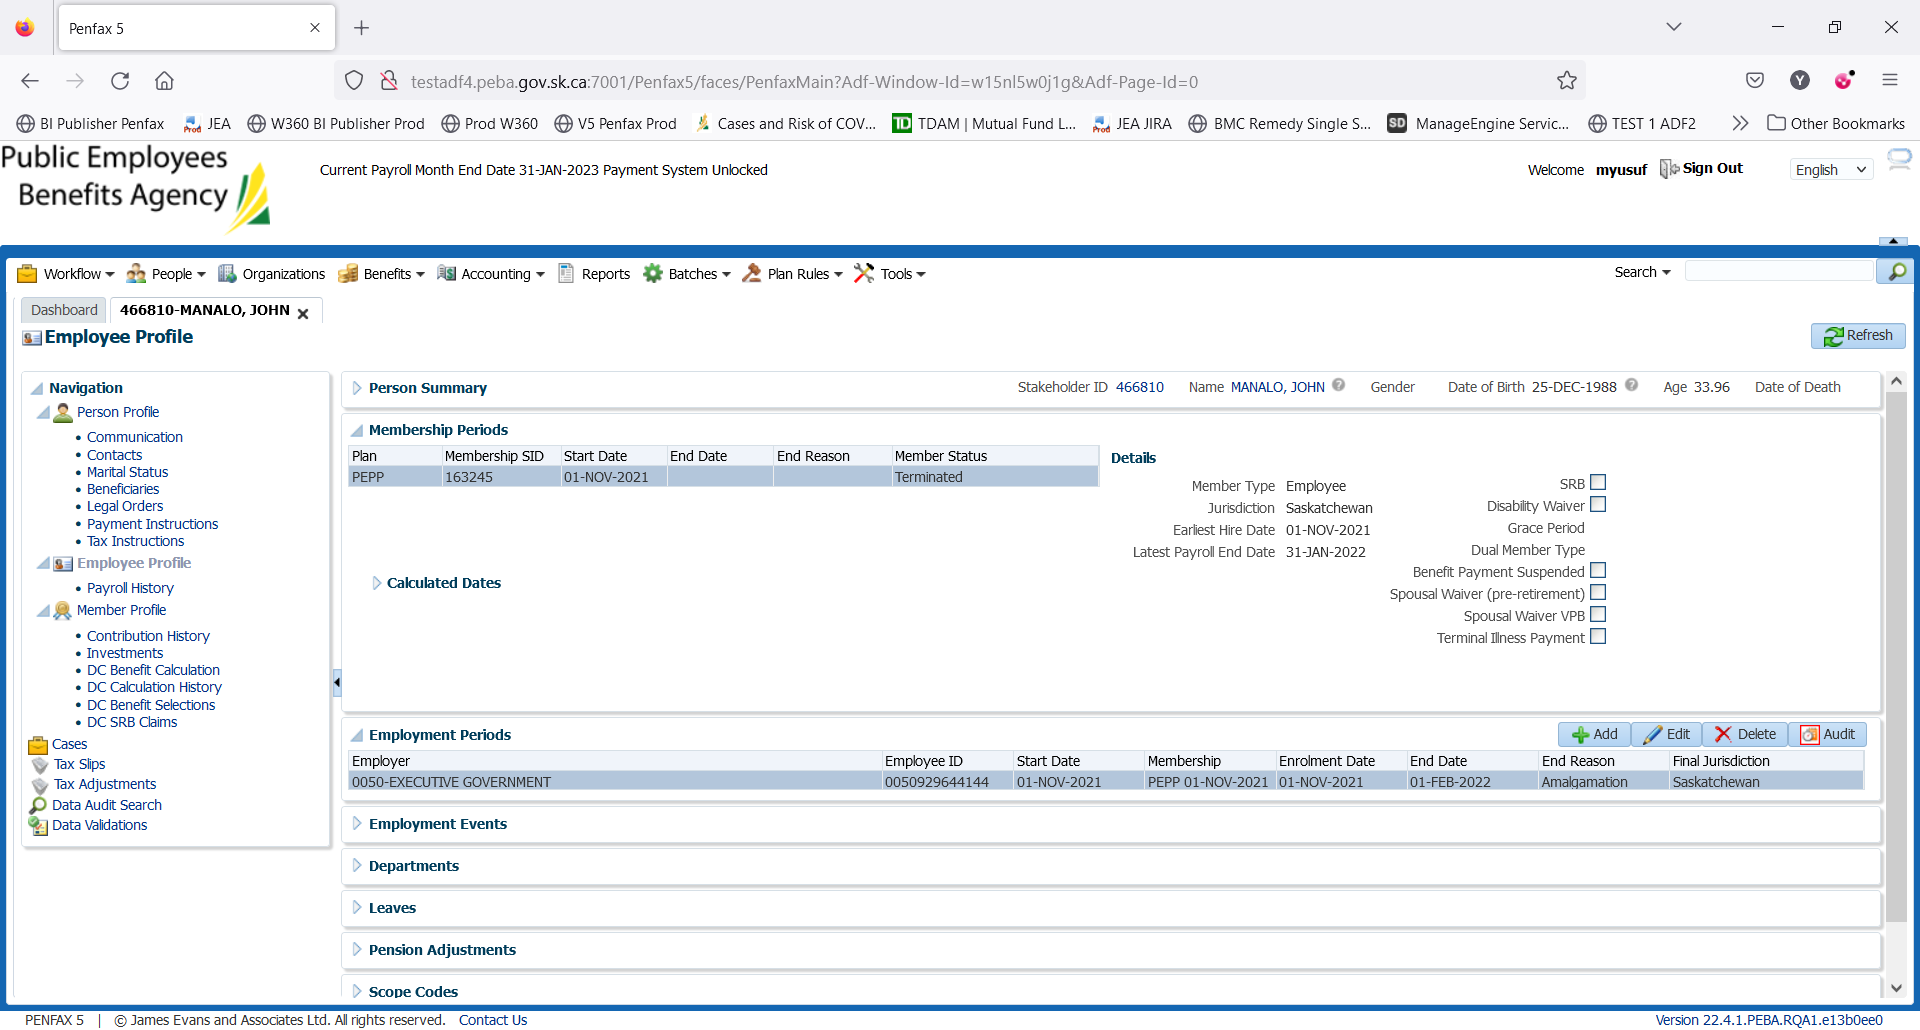 Penfax 5
testadf4.peba.gov.sk.ca:7001/Penfax5/faces/PenfaxMain?Adf-Window-Id=w15nl5w0j1g&Adf-Page-Id=0
Y
BI Publisher Penfax JEA W360 BI Publisher Prod Prod W360 V5 Penfax Prod Cases and Risk of COV... TDAM | Mutual Fund L... JEA JIRA BMC Remedy Single S... ManageEngine Servic... TEST 1 ADF2 Other Bookmarks
Public Employees
Benefits Agency
Current Payroll Month End Date 31-JAN-2023 Payment System Unlocked
Welcome myusuf Sign Out English
Workflow People Organizations Benefits Accounting Reports Batches Plan Rules Tools Search
Dashboard 466810-MANALO, JOHN
Employee Profile
Refresh
Navigation
Person Profile
Communication
Contacts
Marital Status
Beneficiaries
Legal Orders
Payment Instructions
Tax Instructions
Employee Profile
Payroll History
Member Profile
Contribution History
Investments
DC Benefit Calculation
DC Calculation History
DC Benefit Selections
DC SRB Claims
Cases
Tax Slips
Tax Adjustments
Data Audit Search
Data Validations
Person Summary Stakeholder ID 466810 Name MANALO, JOHN Gender Date of Birth 25-DEC-1988 Age 33.96 Date of Death
Membership Periods
Plan Membership SID Start Date End Date End Reason Member Status
PEPP 163245 01-NOV-2021 Terminated
Calculated Dates
Details
Member Type Employee
Jurisdiction Saskatchewan
Earliest Hire Date 01-NOV-2021
Latest Payroll End Date 31-JAN-2022
SRB
Disability Waiver
Grace Period
Dual Member Type
Benefit Payment Suspended
Spousal Waiver (pre-retirement)
Spousal Waiver VPB
Terminal Illness Payment
Employment Periods
Add Edit Delete Audit
Employer Employee ID Start Date Membership Enrolment Date End Date End Reason Final Jurisdiction
0050-EXECUTIVE GOVERNMENT 0050929644144 01-NOV-2021 PEPP 01-NOV-2021 01-NOV-2021 01-FEB-2022 Amalgamation Saskatchewan
Employment Events
Departments
Leaves
Pension Adjustments
Scope Codes
PENFAX 5 | © James Evans and Associates Ltd. All rights reserved. Contact Us
Version 22.4.1.PEBA.RQA1.e13b0ee0